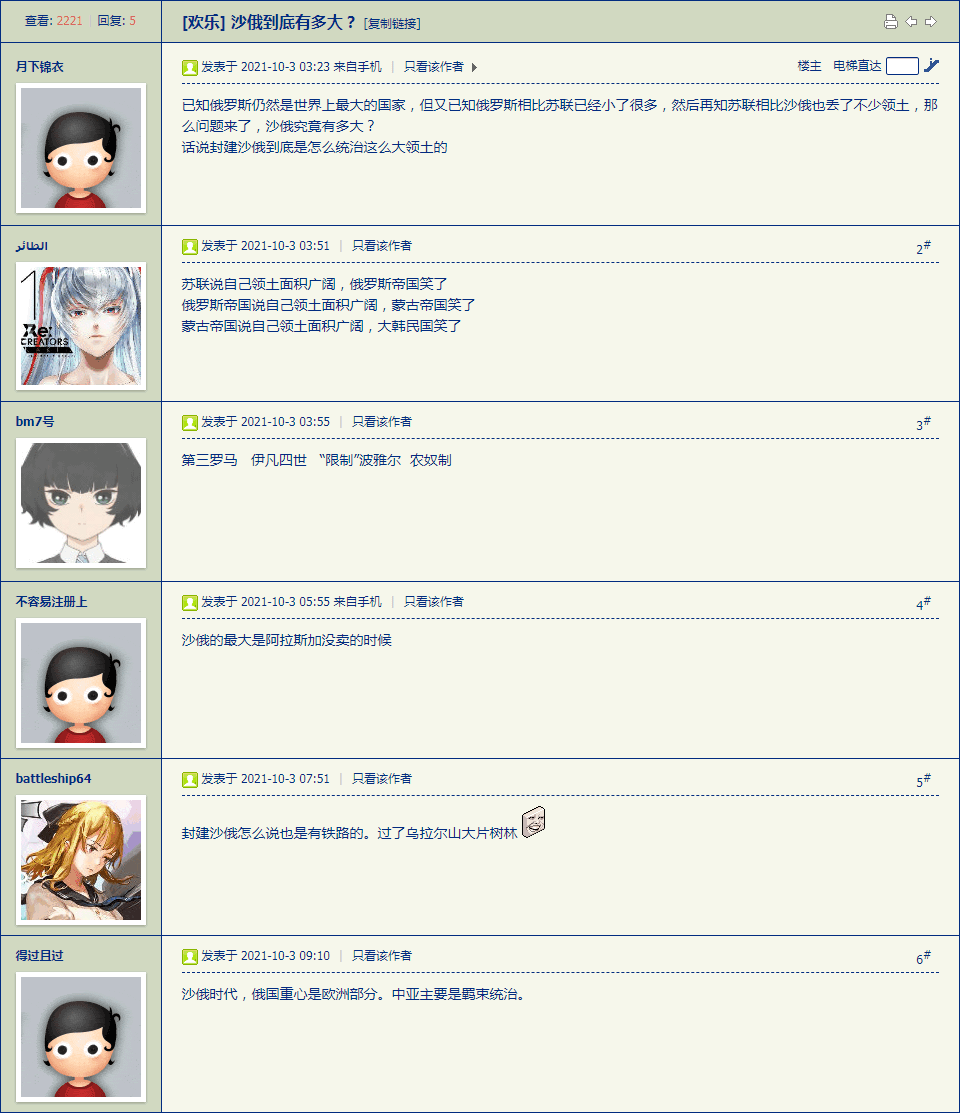 查看: 2221 | 回复: 5
[欢乐] 沙俄到底有多大？ [复制链接]
月下锦衣
发表于 2021-10-3 03:23 来自手机 | 只看该作者
楼主 电梯直达
已知俄罗斯仍然是世界上最大的国家，但又已知俄罗斯相比苏联已经小了很多，然后再知苏联相比沙俄也丢了不少领土，那
么问题来了，沙俄究竟有多大？
话说封建沙俄到底是怎么统治这么大领土的
الطائر
发表于 2021-10-3 03:51 | 只看该作者
2#
Re:
CREATORS
苏联说自己领土面积广阔，俄罗斯帝国笑了
俄罗斯帝国说自己领土面积广阔，蒙古帝国笑了
蒙古帝国说自己领土面积广阔，大韩民国笑了
bm7号
发表于 2021-10-3 03:55 | 只看该作者
3#
第三罗马 伊凡四世 “限制”波雅尔 农奴制
不容易注册上
发表于 2021-10-3 05:55 来自手机 | 只看该作者
4#
沙俄的最大是阿拉斯加没卖的时候
battleship64
发表于 2021-10-3 07:51 | 只看该作者
5#
封建沙俄怎么说也是有铁路的。过了乌拉尔山大片树林
得过且过
发表于 2021-10-3 09:10 | 只看该作者
6#
沙俄时代，俄国重心是欧洲部分。中亚主要是羁束统治。